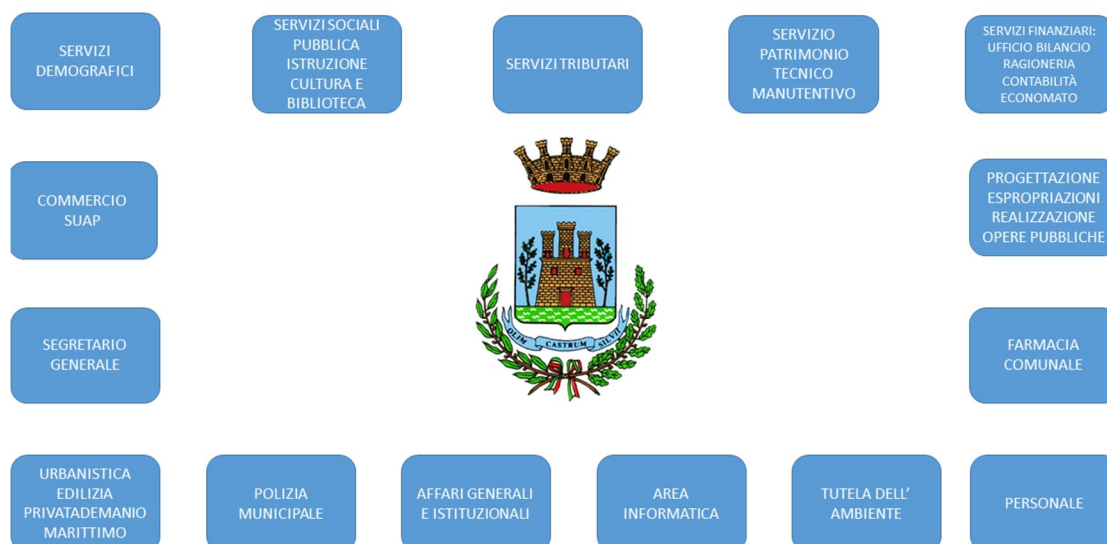 SERVIZI
DEMOGRAFICI
SERVIZI SOCIALI
PUBBLICA
ISTRUZIONE
CULTURA E
BIBLIOTECA
SERVIZI TRIBUTARI
SERVIZIO
PATRIMONIO
TECNICO
MANUTENTIVO
SERVIZI FINANZIARI:
UFFICIO BILANCIO
RAGIONERIA
CONTABILITÀ
ECONOMATO
COMMERCIO
SUAP
PROGETTAZIONE
ESPROPRIAZIONI
REALIZZAZIONE
OPERE PUBBLICHE
SEGRETARIO
GENERALE
OLIM CASTRUM SILVII
FARMACIA
COMUNALE
URBANISTICA
EDILIZIA
PRIVATADEMANIO
MARITTIMO
POLIZIA
MUNICIPALE
AFFARI GENERALI
E ISTITUZIONALI
AREA
INFORMATICA
TUTELA DELL’
AMBIENTE
PERSONALE